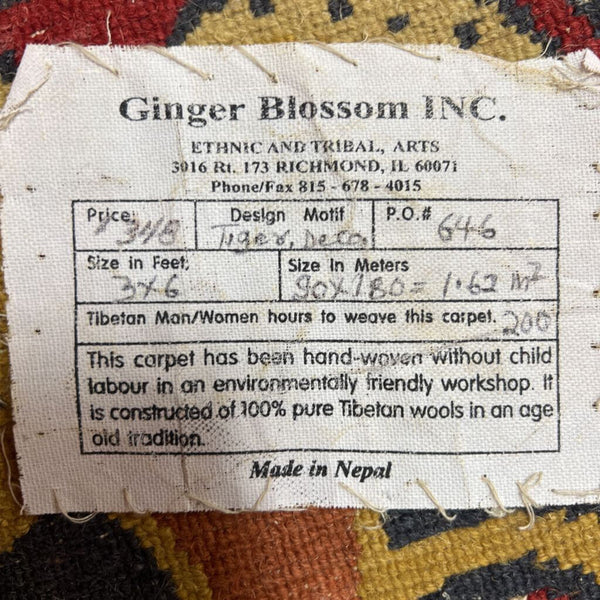 Ginger Blossom INC.
ETHNIC AND TRIBAL, ARTS
3016 Rt. 173 RICHMOND, IL 60071
Phone/Fax 815 - 678 - 4015
Price: $348 Design Motif Tiger, Deco. P.O.# 646
Size in Feet: 3x6 Size in Meters 90x180 = 1.62 m²
Tibetan Man/Women hours to weave this carpet. 200
This carpet has been hand-woven without child
labour in an environmentally friendly workshop. It
is constructed of 100% pure Tibetan wools in an age
old tradition.
Made in Nepal